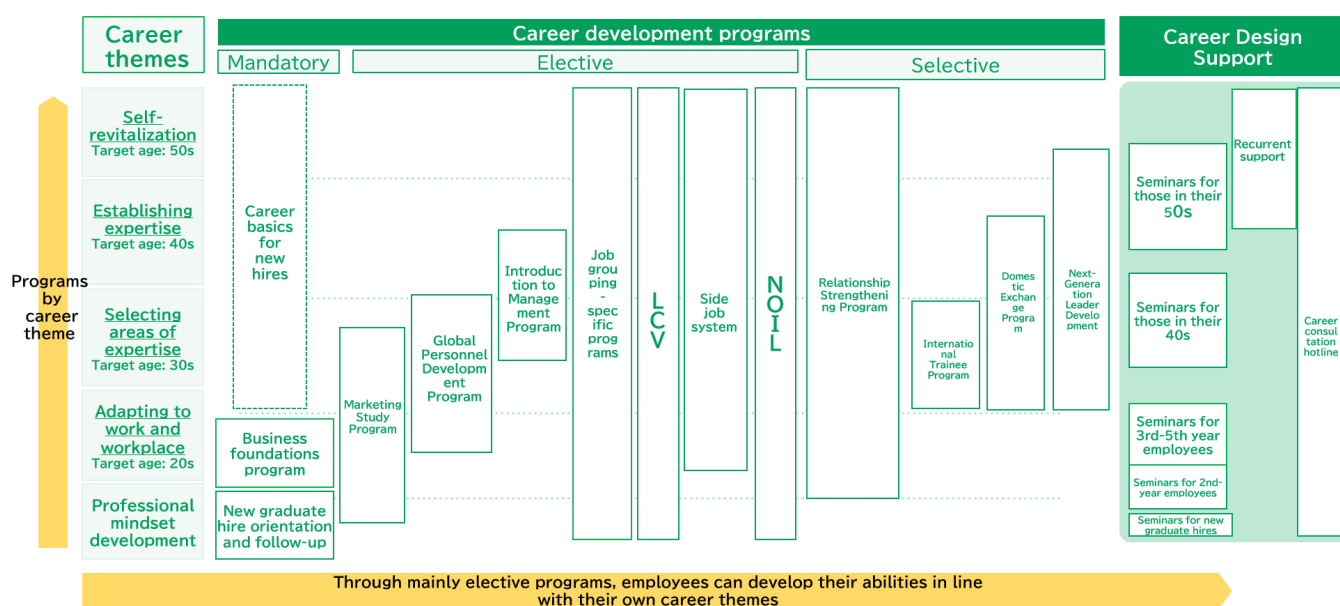 Career
themes
Career development programs
Mandatory
Elective
Selective
Career Design
Support
Programs
by
career
theme
Self-
revitalization
Target age: 50s
Establishing
expertise
Target age: 40s
Selecting
areas of
expertise
Target age: 30s
Adapting to
work and
workplace
Target age: 20s
Professional
mindset
development
Career
basics
for
new
hires
Business
foundations
program
New graduate
hire orientation
and follow-up
Marketing
Study
Program
Global
Personnel
Developm
ent
Program
Introduc
tion to
Manage
ment
Program
Job
grou
ping
-
spec
ific
prog
rams
L
C
V
Side
job
system
N
O
I
L
Relationship
Strengtheni
ng Program
Internatio
nal
Trainee
Program
Domes
tic
Exchan
ge
Progra
m
Next-
Genera
tion
Leader
Develo
pment
Seminars for
those in their
50s
Seminars for
those in their
40s
Seminars for
3rd-5th year
employees
Seminars for 2nd-
year employees
Seminars for new
graduate hires
Recurrent
support
Career
consul
tation
hotline
Through mainly elective programs, employees can develop their abilities in line
with their own career themes